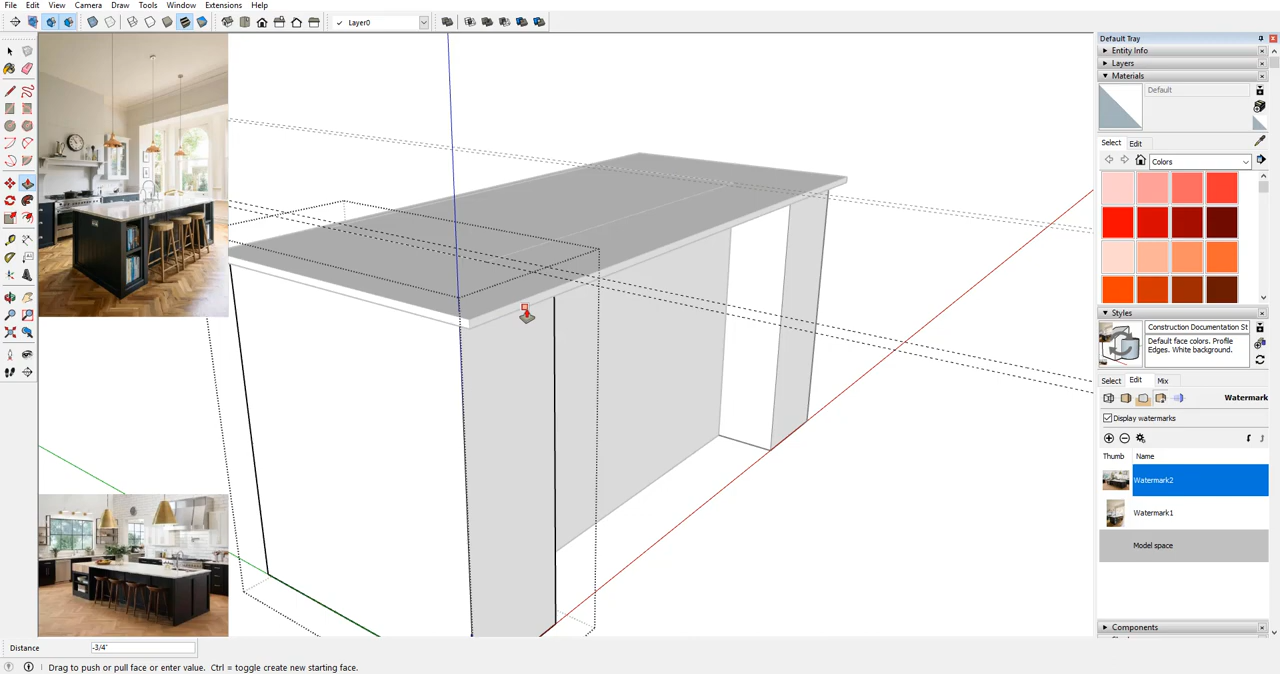 File Edit View Camera Draw Tools Window Extensions Help
Layer0
Default Tray
Entity Info
Layers
Materials
Default
Select Edit
Colors
Styles
Construction Documentation St
Default face colors. Profile
Edges. White background.
Select Edit Mix
Watermark
Display watermarks
Thumb Name
Watermark2
Watermark1
Model space
Components
Distance -3/4"
Drag to push or pull face or enter value. Ctrl = toggle create new starting face.